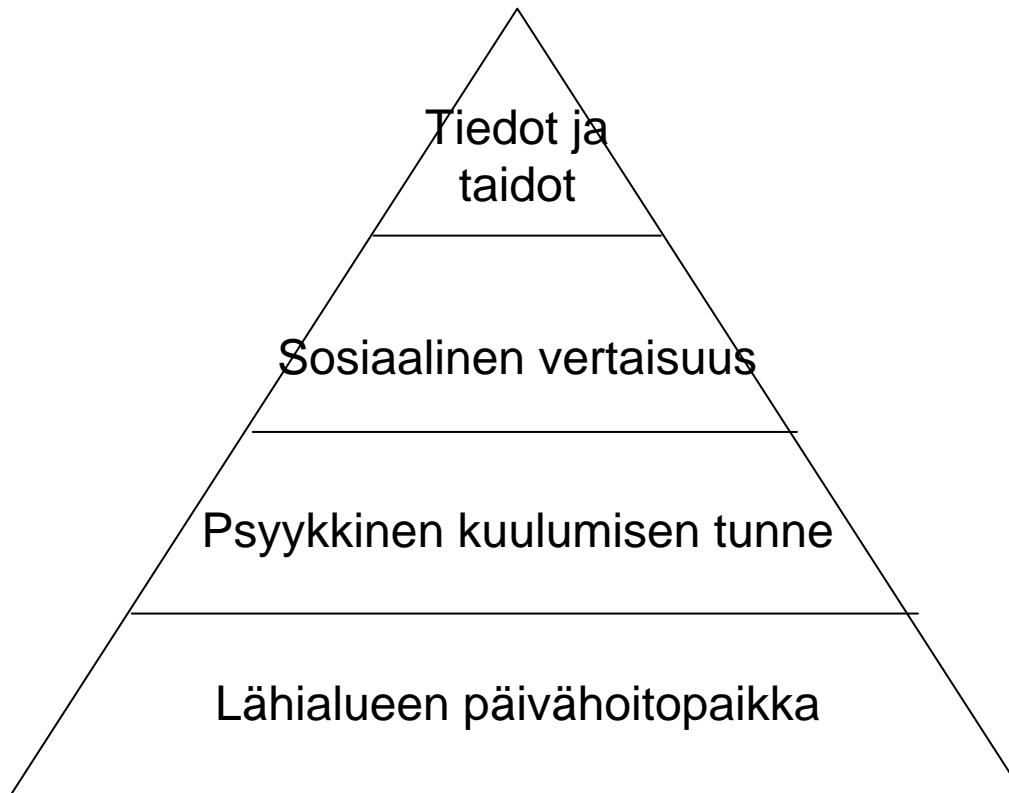 Tiedot ja
taidot
Sosiaalinen vertaisuus
Psyykkinen kuulumisen tunne
Lähialueen päivähoitopaikka